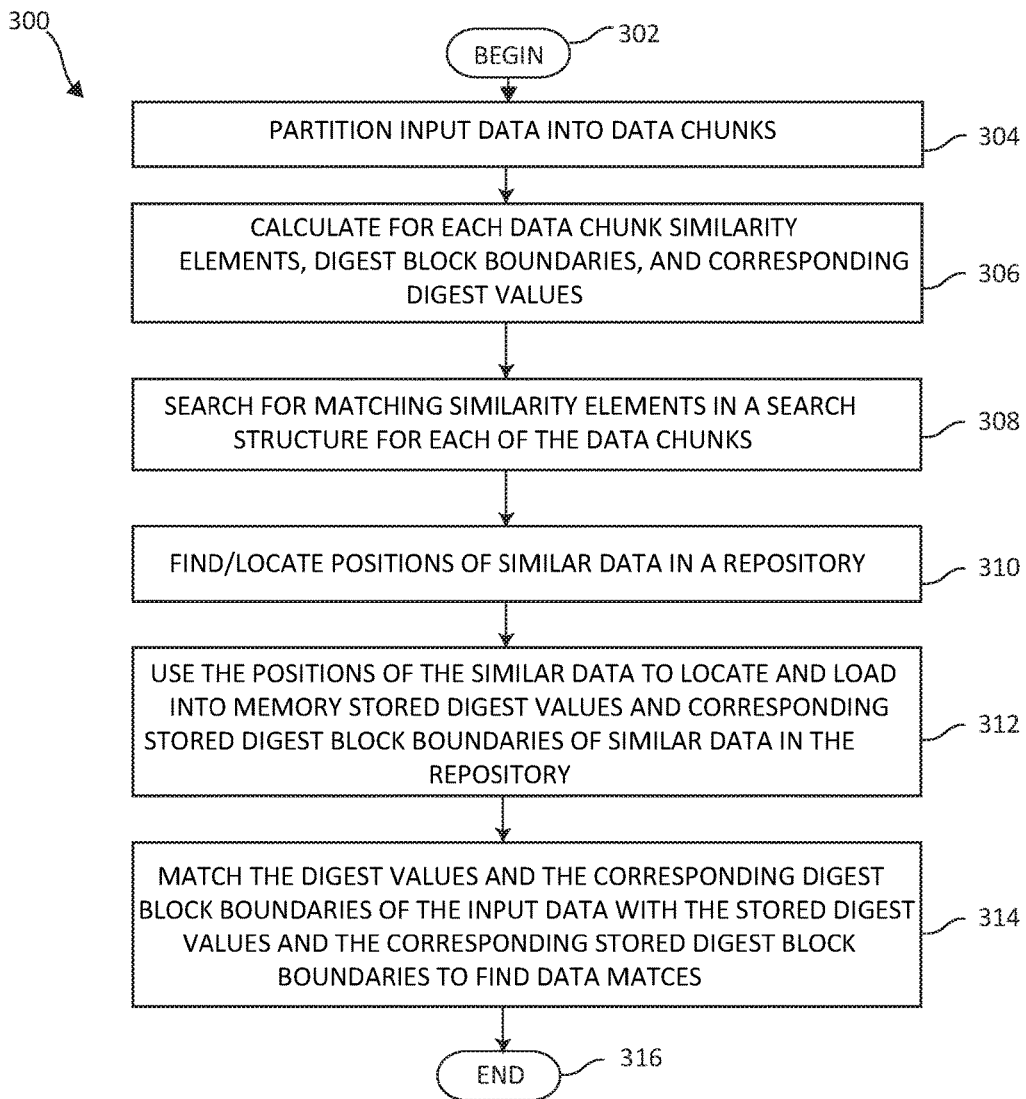 300
302
BEGIN
PARTITION INPUT DATA INTO DATA CHUNKS
304
CALCULATE FOR EACH DATA CHUNK SIMILARITY
ELEMENTS, DIGEST BLOCK BOUNDARIES, AND CORRESPONDING
DIGEST VALUES
306
SEARCH FOR MATCHING SIMILARITY ELEMENTS IN A SEARCH
STRUCTURE FOR EACH OF THE DATA CHUNKS
308
FIND/LOCATE POSITIONS OF SIMILAR DATA IN A REPOSITORY
310
USE THE POSITIONS OF THE SIMILAR DATA TO LOCATE AND LOAD
INTO MEMORY STORED DIGEST VALUES AND CORRESPONDING
STORED DIGEST BLOCK BOUNDARIES OF SIMILAR DATA IN THE
REPOSITORY
312
MATCH THE DIGEST VALUES AND THE CORRESPONDING DIGEST
BLOCK BOUNDARIES OF THE INPUT DATA WITH THE STORED DIGEST
VALUES AND THE CORRESPONDING STORED DIGEST BLOCK
BOUNDARIES TO FIND DATA MATCES
314
END
316